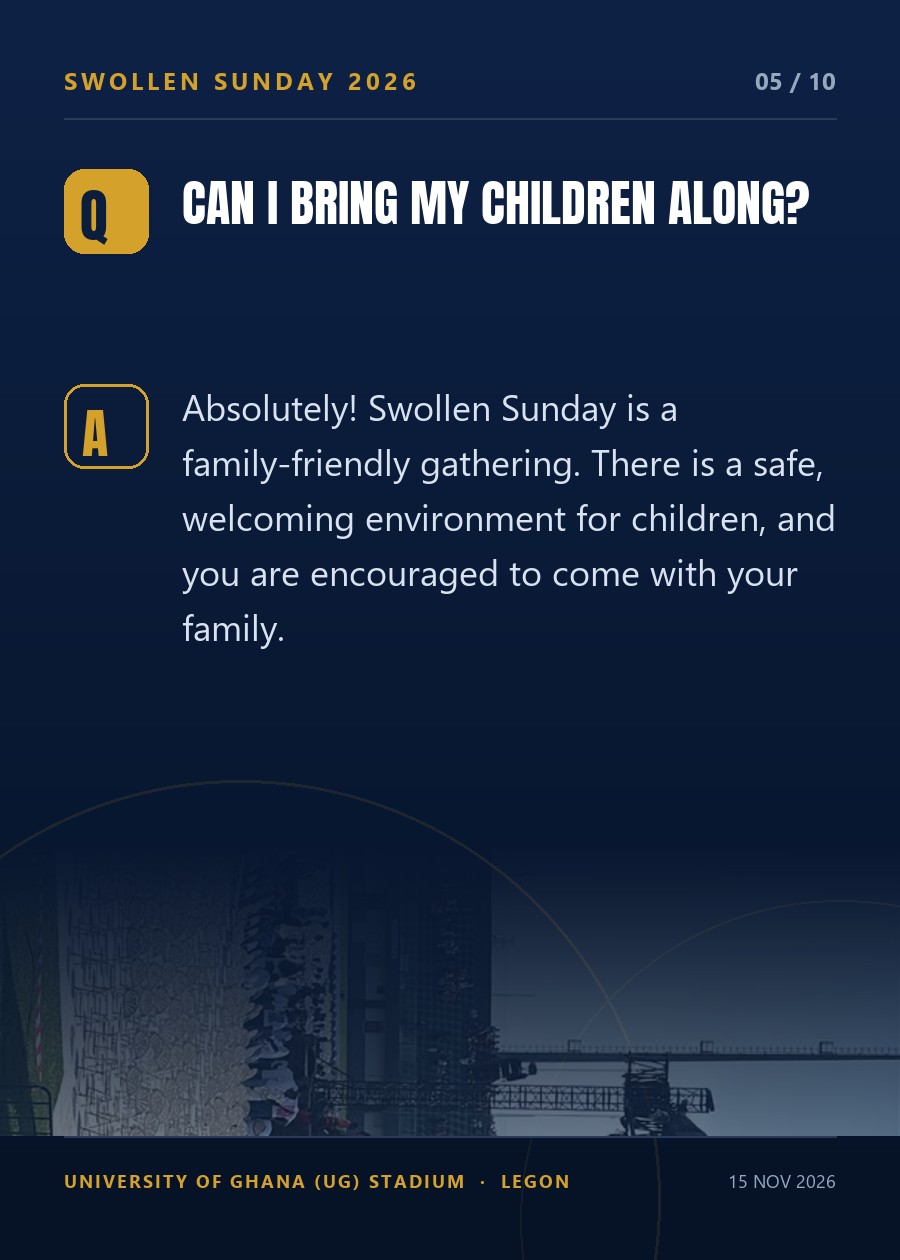 SWOLLEN SUNDAY 2026
05 / 10
Q
CAN I BRING MY CHILDREN ALONG?
A
Absolutely! Swollen Sunday is a
family-friendly gathering. There is a safe,
welcoming environment for children, and
you are encouraged to come with your
family.
UNIVERSITY OF GHANA (UG) STADIUM · LEGON
15 NOV 2026